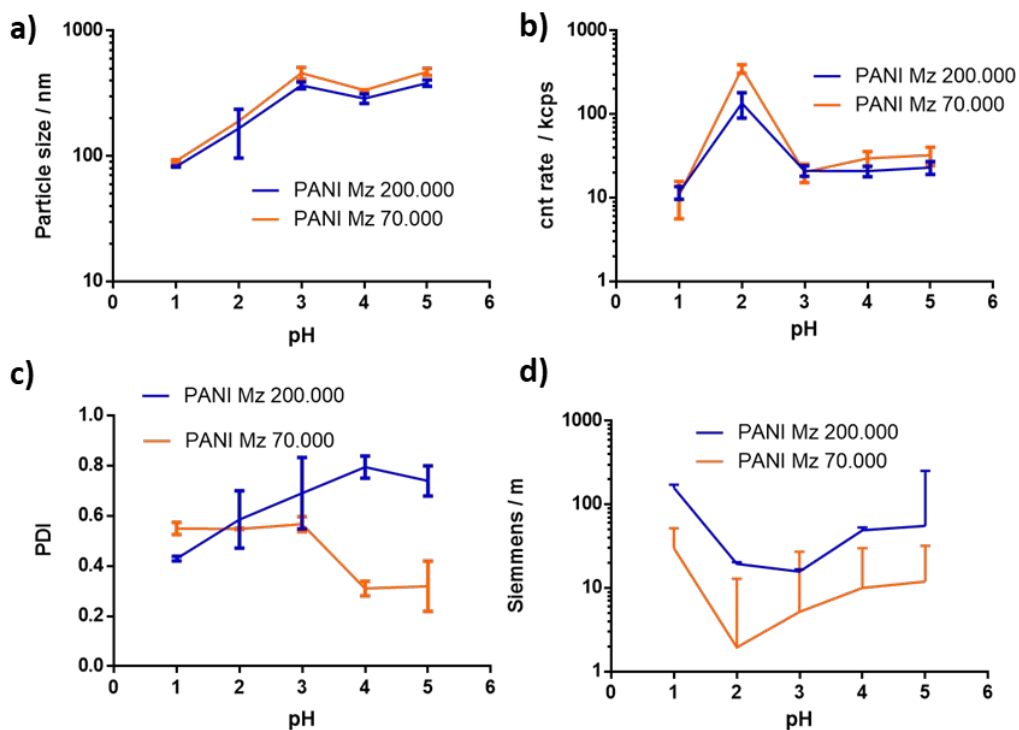 a)
1000
100
10
Particle size / nm
PANI Mz 200.000
PANI Mz 70.000
0 1 2 3 4 5 6
pH
b)
1000
100
10
1
cnt rate / kcps
PANI Mz 200.000
PANI Mz 70.000
0 1 2 3 4 5 6
pH
c)
PANI Mz 200.000
PANI Mz 70.000
1.0
0.8
0.6
0.4
0.2
0.0
PDI
0 1 2 3 4 5 6
pH
d)
1000
100
10
1
Siemmens / m
PANI Mz 200.000
PANI Mz 70.000
0 1 2 3 4 5 6
pH